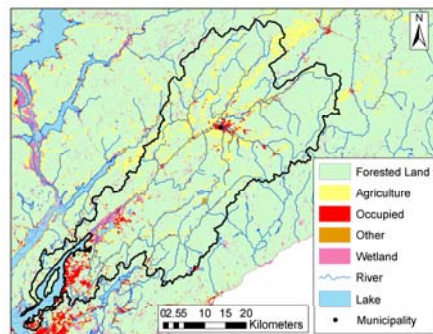 N
Forested Land
Agriculture
Occupied
Other
Wetland
River
Lake
Municipality
02.55 10 15 20
Kilometers